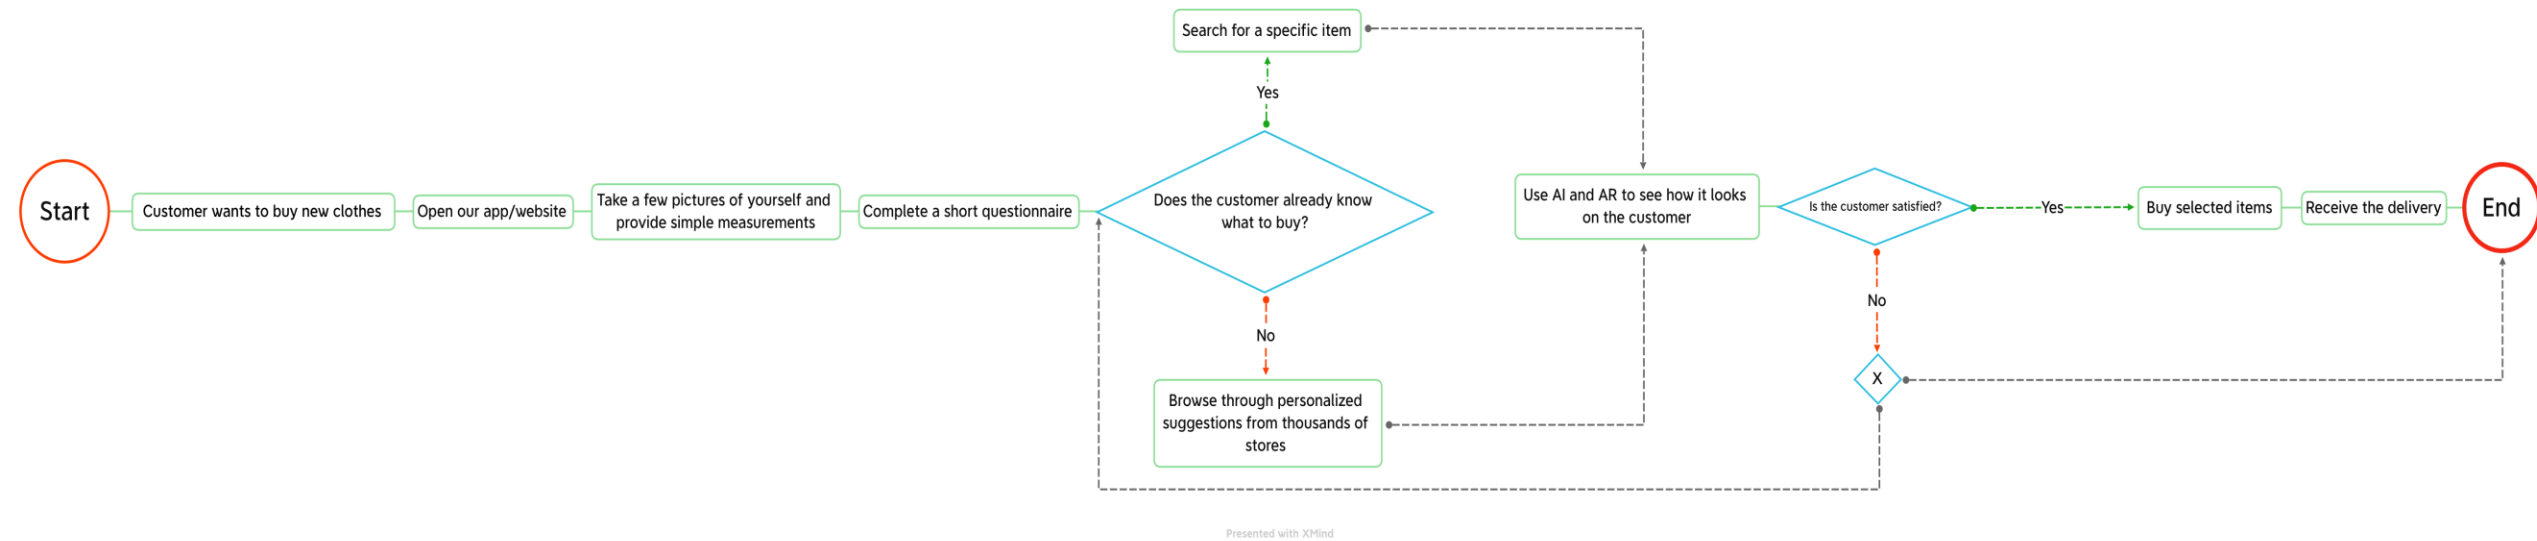 Start
Customer wants to buy new clothes
Open our app/website
Take a few pictures of yourself and
provide simple measurements
Complete a short questionnaire
Does the customer already know
what to buy?
Yes
Search for a specific item
No
Browse through personalized
suggestions from thousands of
stores
Use AI and AR to see how it looks
on the customer
Is the customer satisfied?
Yes
Buy selected items
Receive the delivery
End
No
X
Presented with XMind